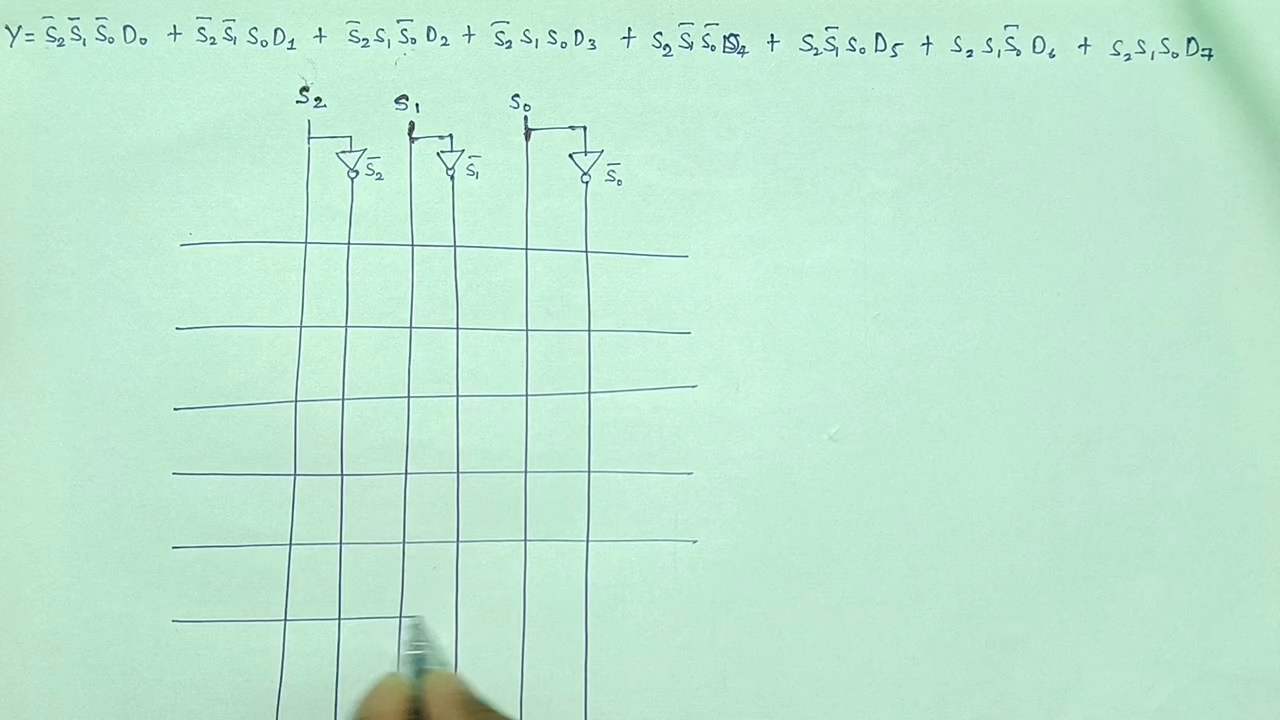 Y = S̅₂ S̅₁ S̅₀ D₀ + S̅₂ S̅₁ S₀ D₁ + S̅₂ S₁ S̅₀ D₂ + S̅₂ S₁ S₀ D₃ + S₂ S̅₁ S̅₀ D₄ + S₂ S̅₁ S₀ D₅ + S₂ S₁ S̅₀ D₆ + S₂ S₁ S₀ D₇
S₂ S₁ S₀
S̅₂ S̅₁ S̅₀